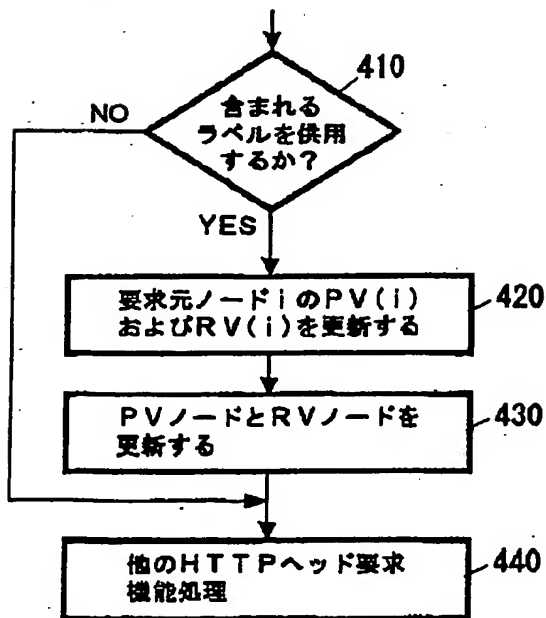 410
含まれる
ラベルを供用
するか?
NO
YES
要求元ノードiのPV(i)
およびRV(i)を更新する
420
PVノードとRVノードを
更新する
430
他のHTTPヘッド要求
機能処理
440